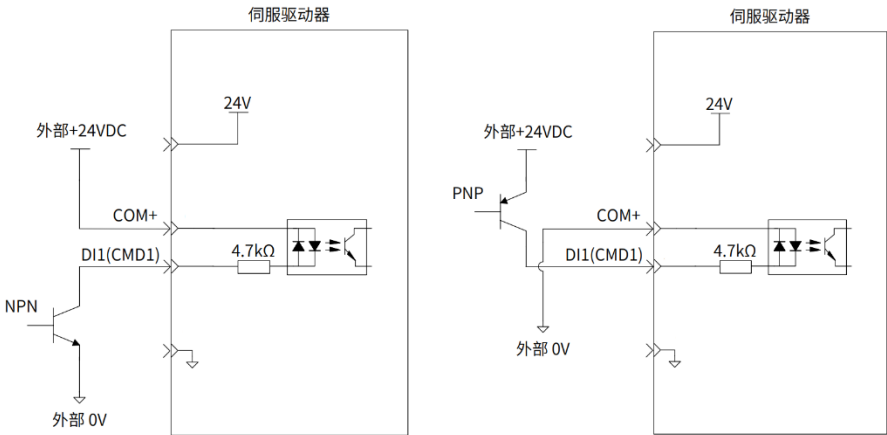 伺服驱动器
24V
外部+24VDC
COM+
DI1(CMD1)
4.7kΩ
NPN
外部 0V
伺服驱动器
24V
外部+24VDC
PNP
COM+
DI1(CMD1)
4.7kΩ
外部 0V